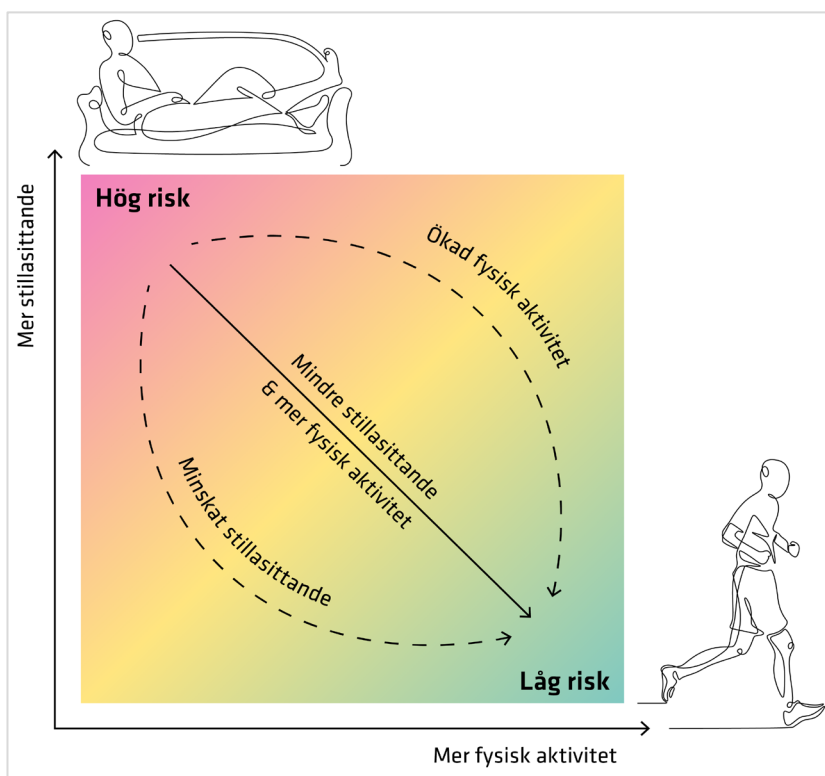 Hög risk
Mer stillasittande
Ökad fysisk aktivitet
Mindre stillasittande
& mer fysisk aktivitet
Minskat stillasittande
Låg risk
Mer fysisk aktivitet